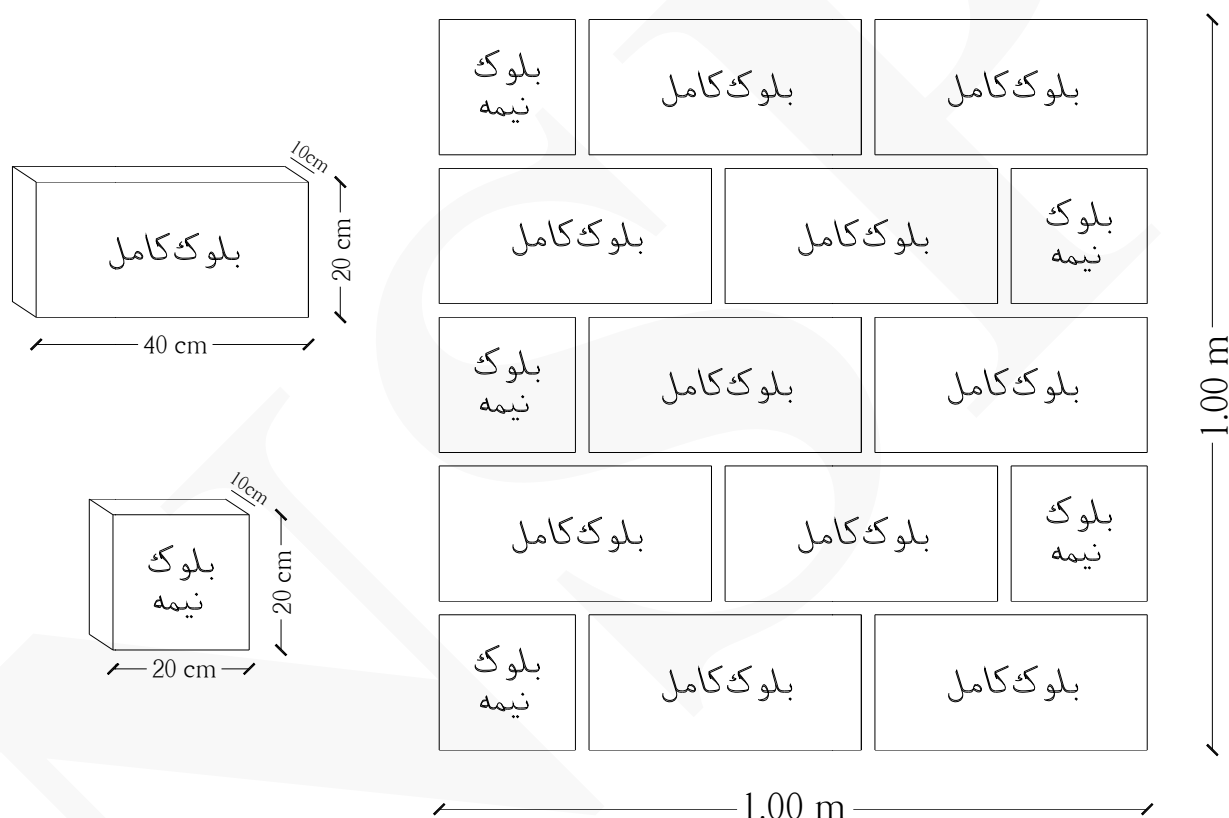 بلوک کامل
10cm
20 cm
40 cm
بلوک
نیمه
10cm
20 cm
20 cm
بلوک
نیمه
بلوک کامل
بلوک کامل
بلوک کامل
بلوک کامل
بلوک
نیمه
بلوک
نیمه
بلوک کامل
بلوک کامل
بلوک کامل
بلوک کامل
بلوک
نیمه
بلوک
نیمه
بلوک کامل
بلوک کامل
1.00 m
1.00 m